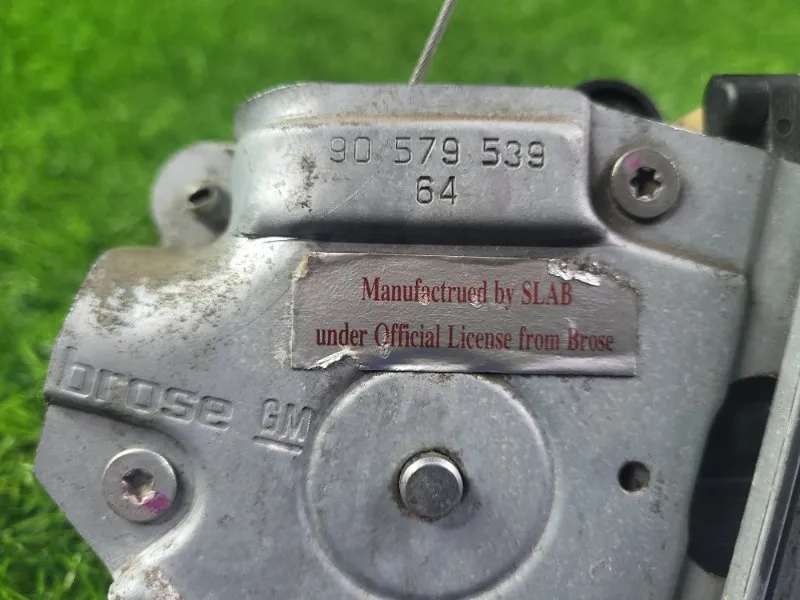 90 579 539
64
Manufactrued by SLAB
under Official License from Brose
brose GM